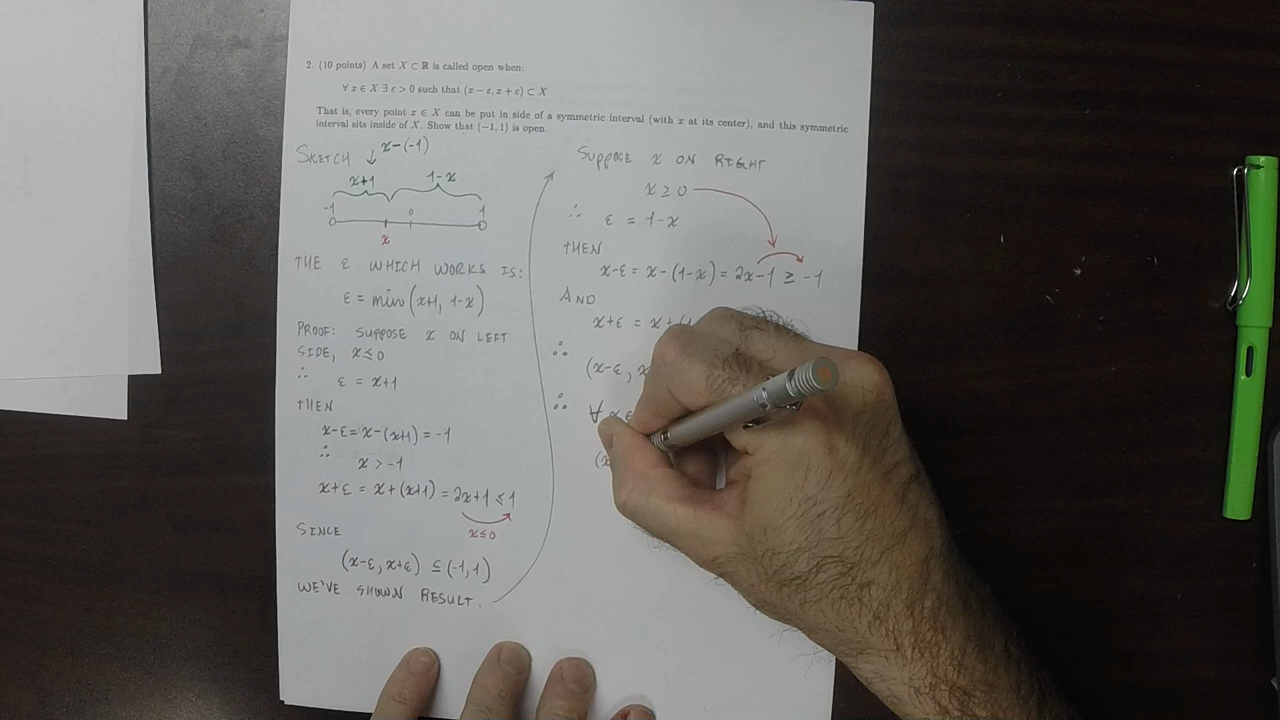 2. (10 points) A set X ⊂ ℝ is called open when:
∀ x ∈ X ∃ ε > 0 such that (x − ε, x + ε) ⊂ X
That is, every point x ∈ X can be put in side of a symmetric interval (with x at its center), and this symmetric
interval sits inside of X. Show that (−1, 1) is open.
SKETCH ↓ x-(-1)
x+1 1-x
-1 0 1
x
THE ε WHICH WORKS IS:
ε = min(x+1, 1-x)
PROOF: SUPPOSE x ON LEFT
SIDE, x ≤ 0
∴ ε = x+1
THEN
x-ε = x-(x+1) = -1
∴ x > -1
x+ε = x+(x+1) = 2x+1 ≤ 1
x ≤ 0
SINCE
(x-ε, x+ε) ⊆ (-1, 1)
WE'VE SHOWN RESULT.
SUPPOSE x ON RIGHT
x ≥ 0
∴ ε = 1-x
THEN
x-ε = x-(1-x) = 2x-1 ≥ -1
AND
x+ε = x+(
∴
(x-ε, x
∴ ∀ x ε
(x